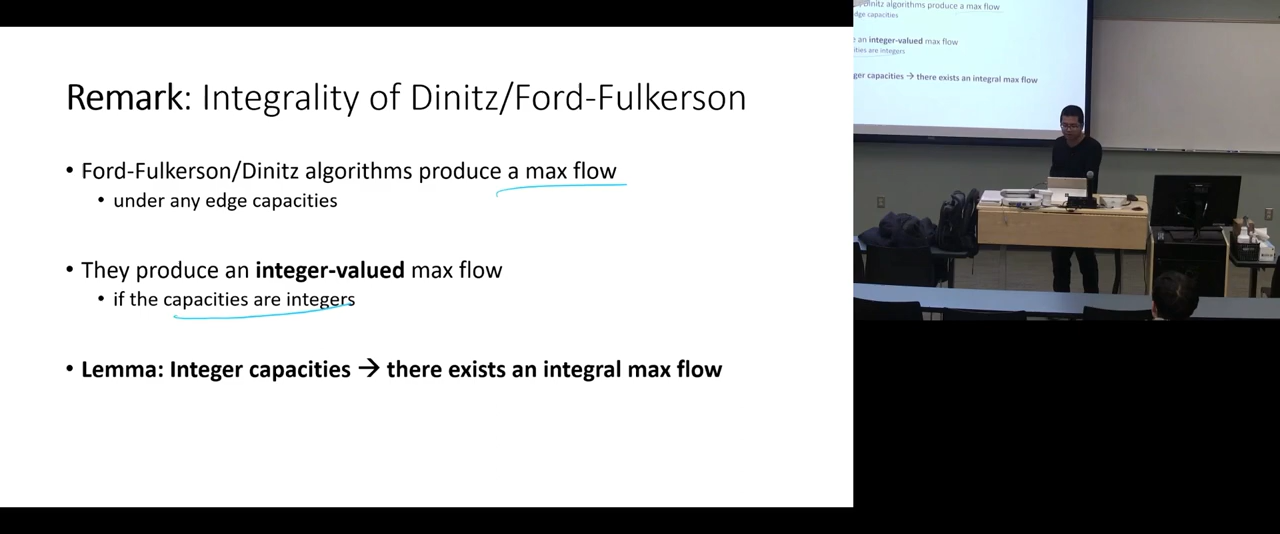 Remark: Integrality of Dinitz/Ford-Fulkerson
• Ford-Fulkerson/Dinitz algorithms produce a max flow
• under any edge capacities
• They produce an integer-valued max flow
• if the capacities are integers
• Lemma: Integer capacities → there exists an integral max flow
Dinitz algorithms produce a max flow
dge capacities
an integer-valued max flow
ities are integers
ger capacities → there exists an integral max flow